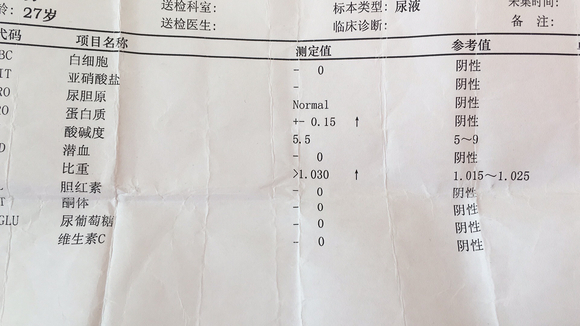 龄: 27岁 送检科室: 标本类型: 尿液 采集时间:
送检医生: 临床诊断: 备 注:
代码 项目名称 测定值 参考值
BC 白细胞 - 0 阴性
IT 亚硝酸盐 - 阴性
RO 尿胆原 Normal 阴性
RO 蛋白质 +- 0.15 ↑ 阴性
酸碱度 5.5 5~9
D 潜血 - 0 阴性
比重 >1.030 ↑ 1.015~1.025
L 胆红素 - 0 阴性
T 酮体 - 0 阴性
GLU 尿葡萄糖 - 0 阴性
维生素C - 0 阴性